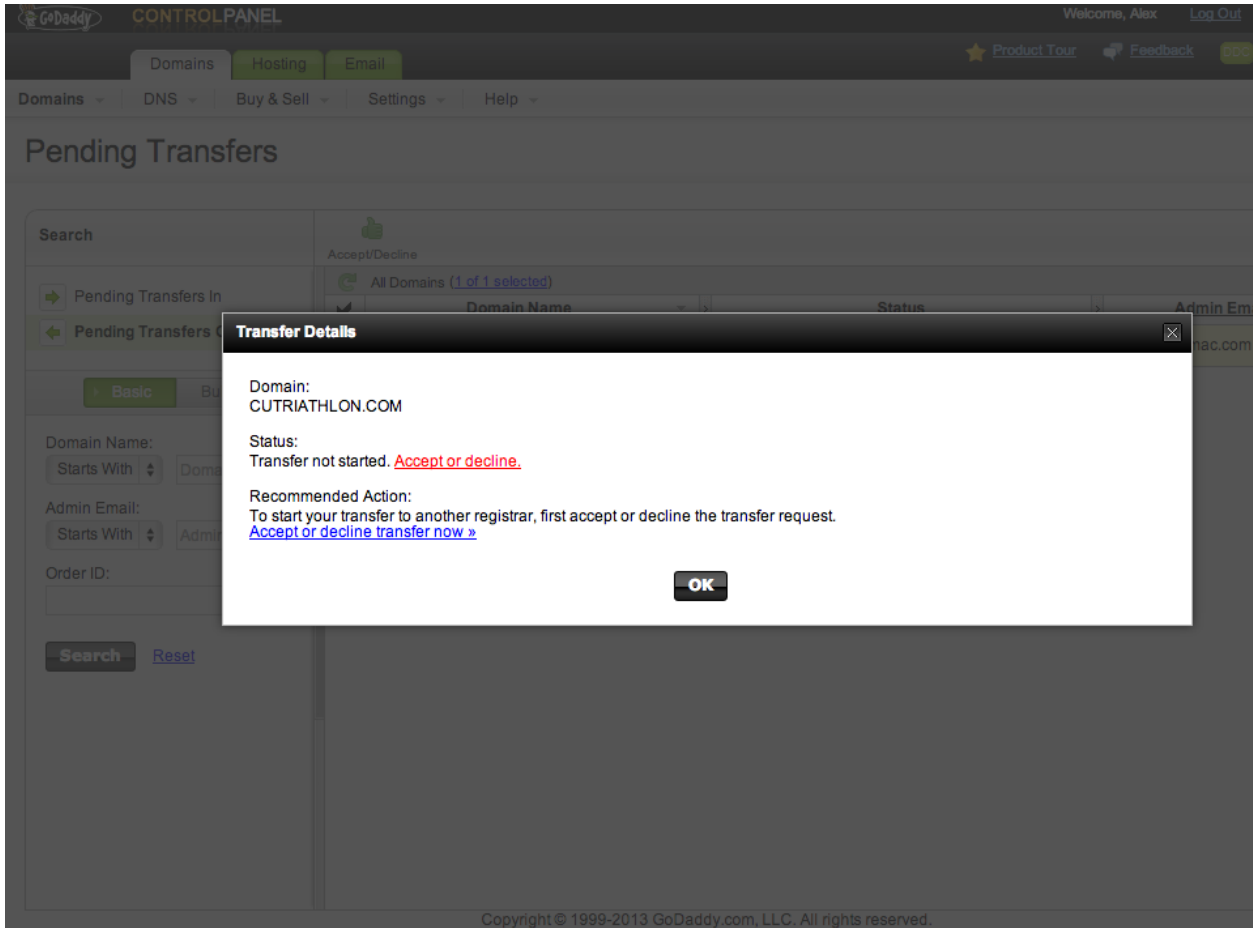 GoDaddy CONTROLPANEL Welcome, Alex Log Out
Domains Hosting Email Product Tour Feedback
Domains DNS Buy & Sell Settings Help
Pending Transfers
Search
Accept/Decline
All Domains (1 of 1 selected)
Pending Transfers In
Domain Name Status Admin Em
Pending Transfers
mac.com
Transfer Details
Domain:
CUTRIATHLON.COM
Status:
Transfer not started. Accept or decline.
Recommended Action:
To start your transfer to another registrar, first accept or decline the transfer request.
Accept or decline transfer now »
OK
Basic Bu
Domain Name:
Starts With Doma
Admin Email:
Starts With Admi
Order ID:
Search Reset
Copyright © 1999-2013 GoDaddy.com, LLC. All rights reserved.